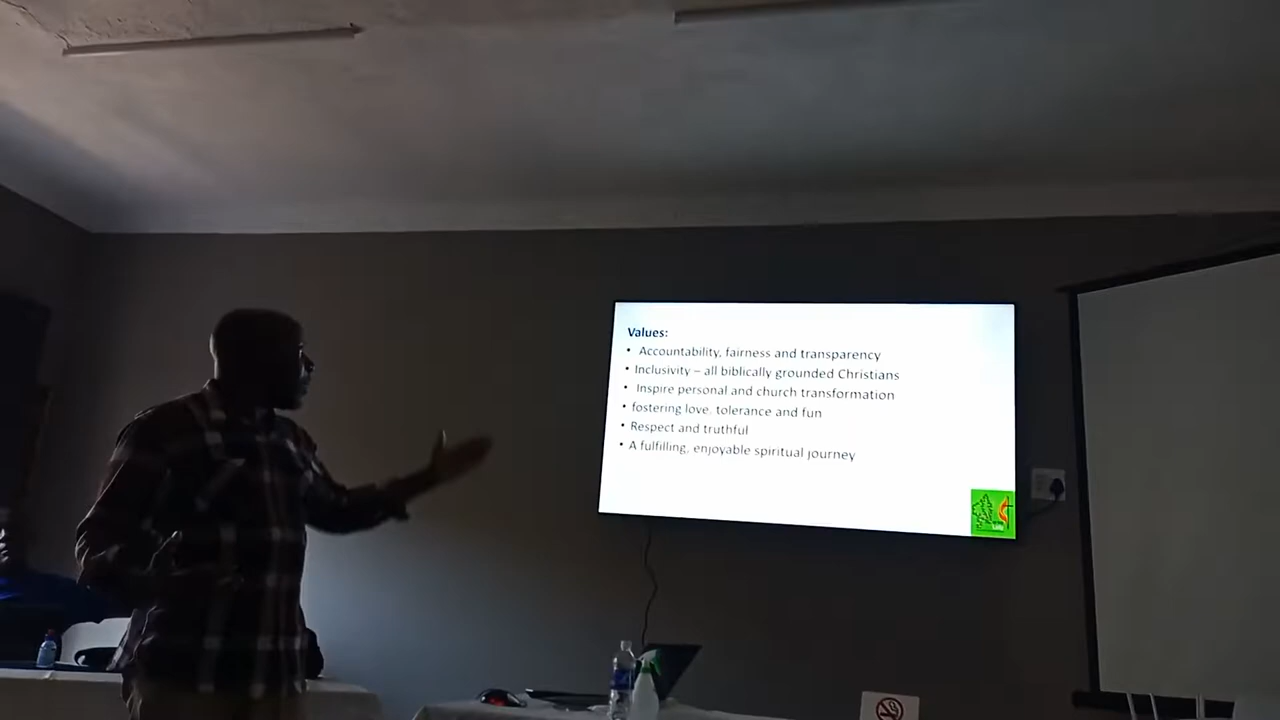 Values:
• Accountability, fairness and transparency
• Inclusivity – all biblically grounded Christians
• Inspire personal and church transformation
• fostering love, tolerance and fun
• Respect and truthful
• A fulfilling, enjoyable spiritual journey